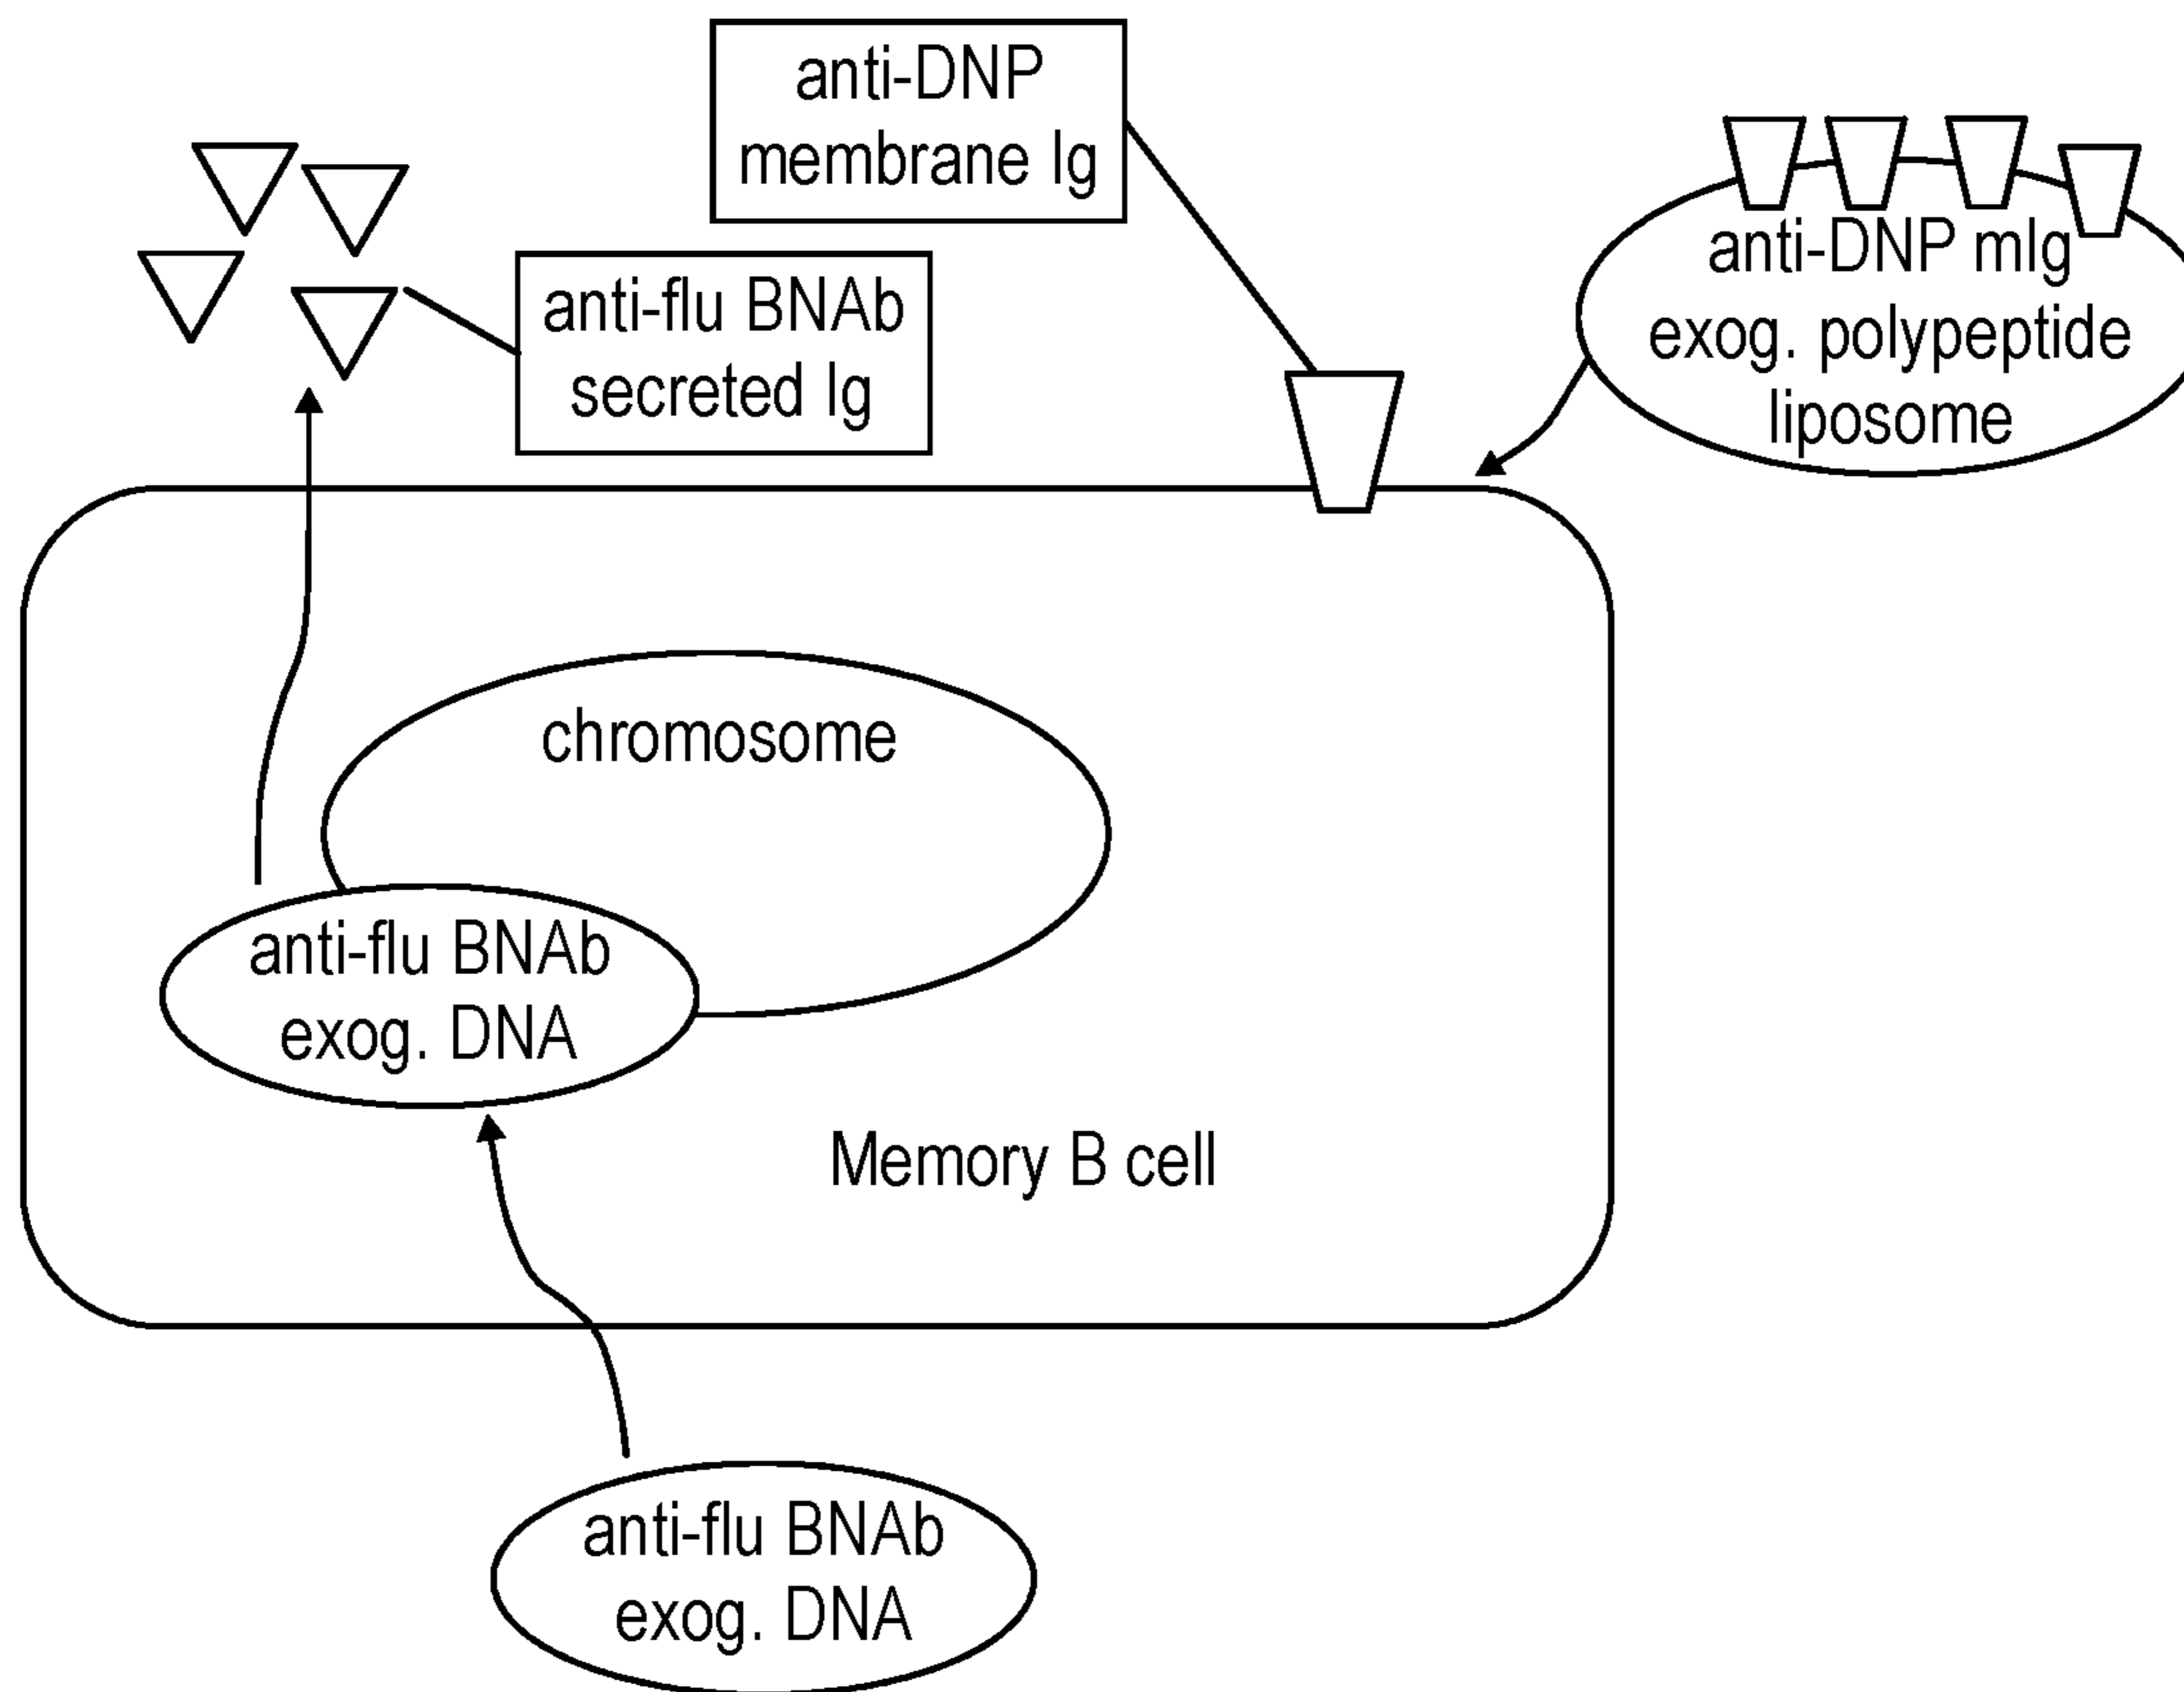 anti-DNP
membrane Ig
anti-DNP mIg
exog. polypeptide
liposome
anti-flu BNAb
secreted Ig
chromosome
anti-flu BNAb
exog. DNA
Memory B cell
anti-flu BNAb
exog. DNA